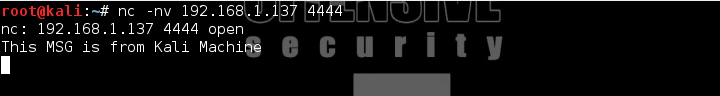 root@kali:~# nc -nv 192.168.1.137 4444
nc: 192.168.1.137 4444 open
This MSG is from Kali Machine
security